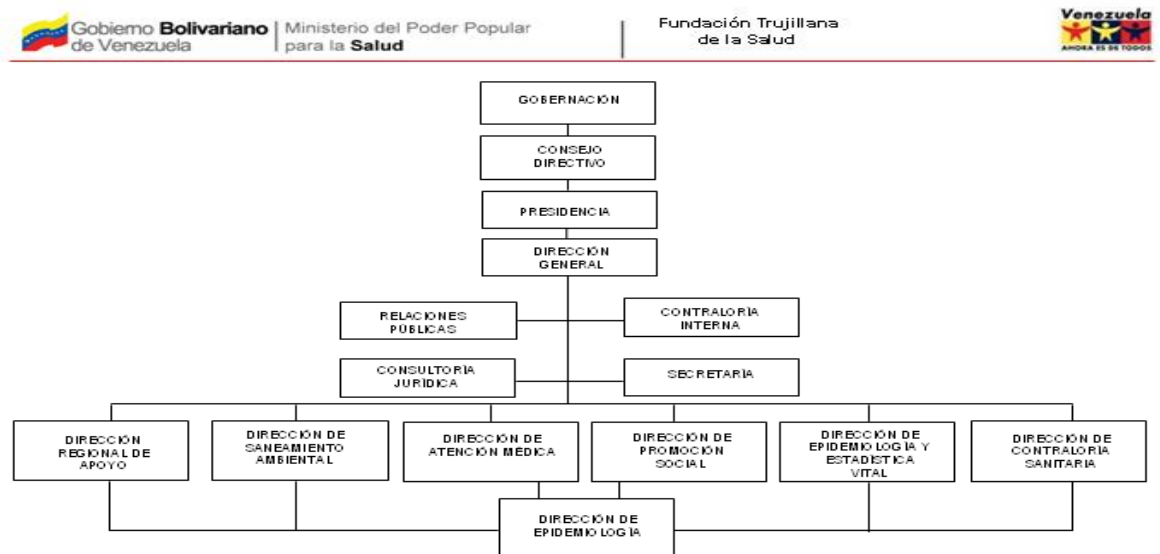 Gobierno Bolivariano
de Venezuela
Ministerio del Poder Popular
para la Salud
Fundación Trujillana
de la Salud
Venezuela
AHORA ES DE TODOS
GOBERNACIÓN
CONSEJO
DIRECTIVO
PRESIDENCIA
DIRECCIÓN
GENERAL
RELACIONES
PÚBLICAS
CONTRALORÍA
INTERNA
CONSULTORÍA
JURÍDICA
SECRETARÍA
DIRECCIÓN
REGIONAL DE
APOYO
DIRECCIÓN DE
SANEAMIENTO
AMBIENTAL
DIRECCIÓN DE
ATENCIÓN MÉDICA
DIRECCIÓN DE
PROMOCIÓN
SOCIAL
DIRECCIÓN DE
EPIDEMIOLOGÍA Y
ESTADÍSTICA
VITAL
DIRECCIÓN DE
CONTRALORÍA
SANITARIA
DIRECCIÓN DE
EPIDEMIOLOGÍA